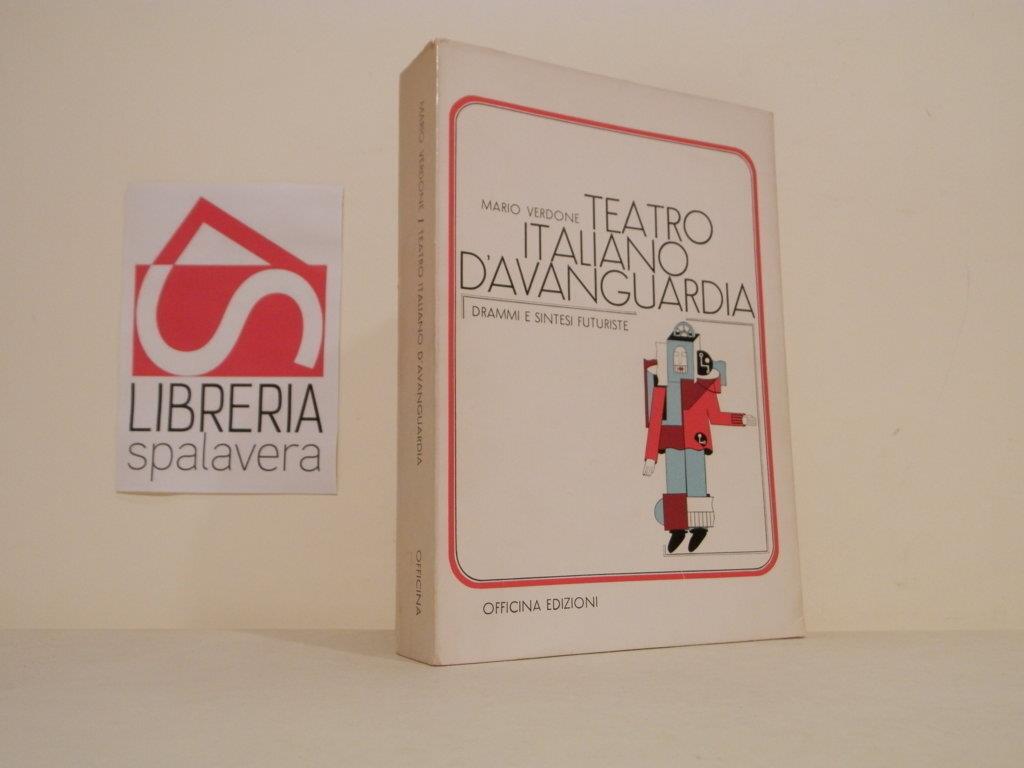 LIBRERIA
spalavera
MARIO VERDONE / TEATRO ITALIANO D'AVANGUARDIA
OFFICINA
MARIO VERDONE TEATRO
ITALIANO
D'AVANGUARDIA
DRAMMI E SINTESI FUTURISTE
OFFICINA EDIZIONI